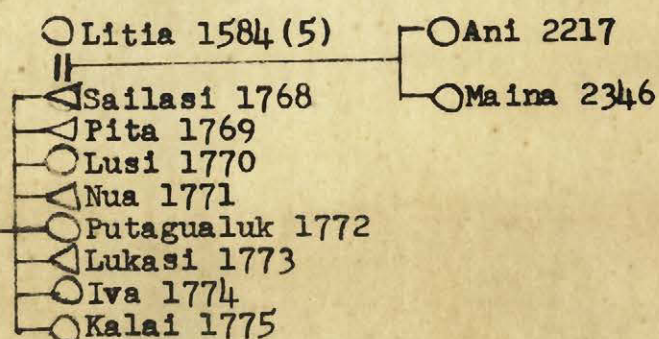 Litia 1584(5)
Ani 2217
Sailasi 1768
Maina 2346
Pita 1769
Lusi 1770
Nua 1771
Putagualuk 1772
Lukasi 1773
Iva 1774
Kalai 1775